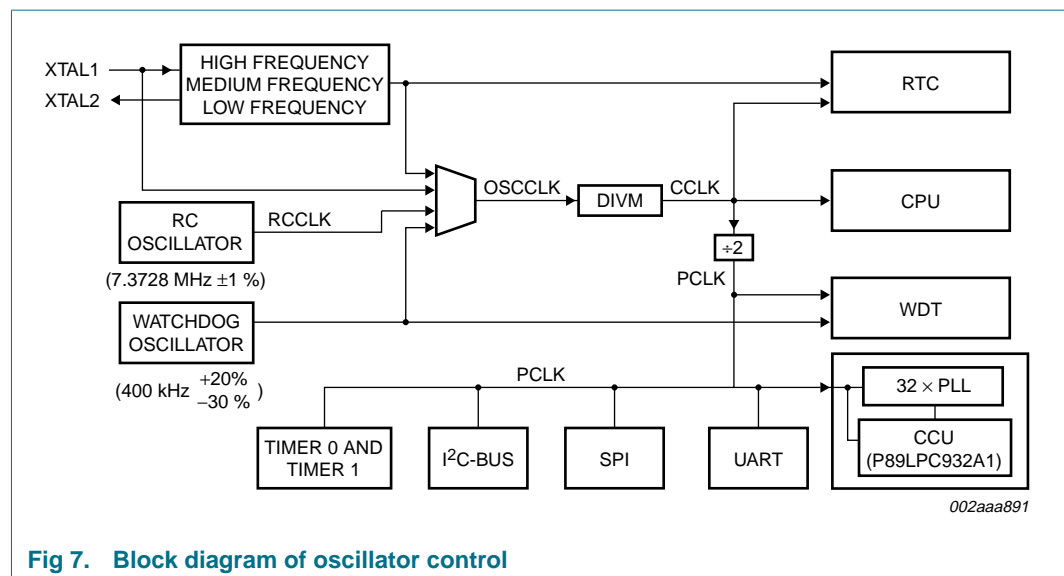 XTAL1
XTAL2
HIGH FREQUENCY
MEDIUM FREQUENCY
LOW FREQUENCY
RTC
OSCCLK
DIVM
CCLK
CPU
RC
OSCILLATOR
RCCLK
(7.3728 MHz ±1 %)
÷2
PCLK
WDT
WATCHDOG
OSCILLATOR
(400 kHz +20% −30 % )
PCLK
32 × PLL
CCU
(P89LPC932A1)
TIMER 0 AND
TIMER 1
I²C-BUS
SPI
UART
002aaa891
Fig 7. Block diagram of oscillator control